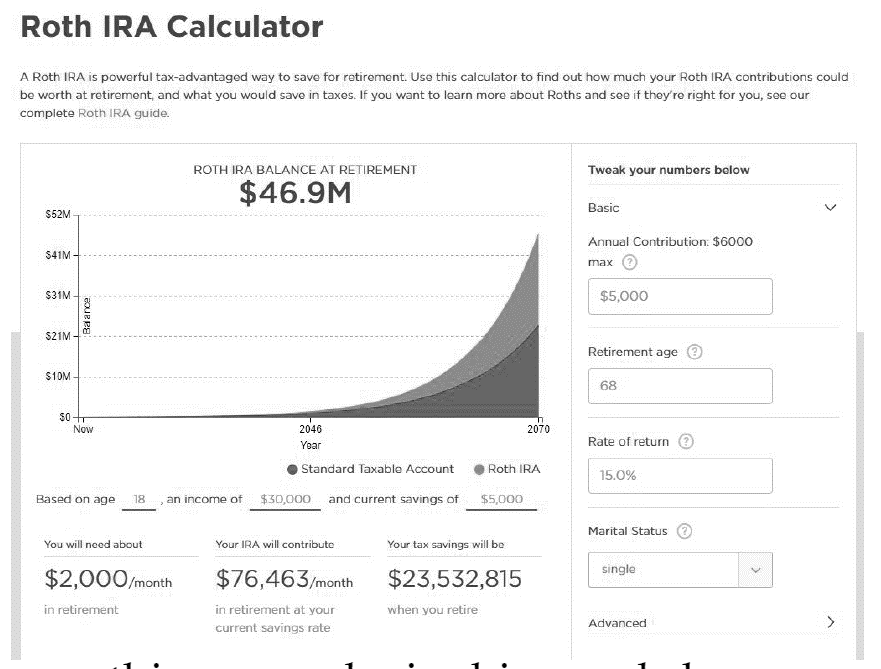 Roth IRA Calculator
A Roth IRA is powerful tax-advantaged way to save for retirement. Use this calculator to find out how much your Roth IRA contributions could
be worth at retirement, and what you would save in taxes. If you want to learn more about Roths and see if they're right for you, see our
complete Roth IRA guide.
ROTH IRA BALANCE AT RETIREMENT
$46.9M
$52M
$41M
$31M
$21M
$10M
$0
Balance
Now
2046
2070
Year
Standard Taxable Account
Roth IRA
Based on age 18 , an income of $30,000 and current savings of $5,000
You will need about
$2,000/month
in retirement
Your IRA will contribute
$76,463/month
in retirement at your
current savings rate
Your tax savings will be
$23,532,815
when you retire
Tweak your numbers below
Basic
Annual Contribution: $6000
max ?
$5,000
Retirement age ?
68
Rate of return ?
15.0%
Marital Status ?
single
Advanced